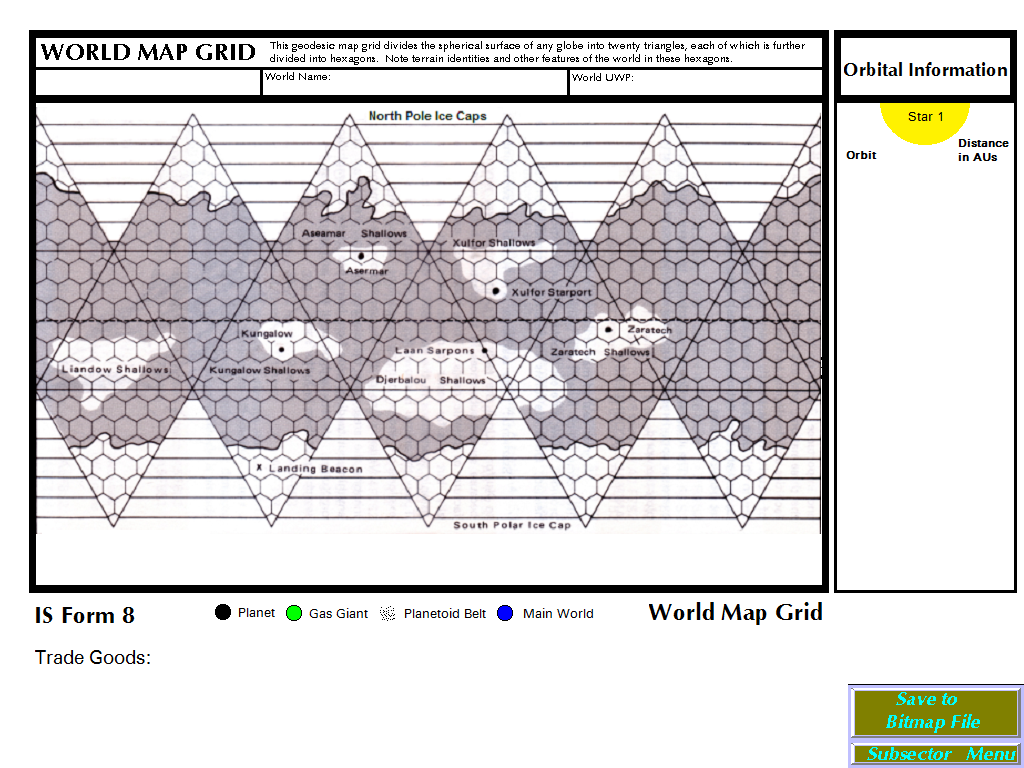 WORLD MAP GRID
This geodesic map grid divides the spherical surface of any globe into twenty triangles, each of which is further
divided into hexagons. Note terrain identities and other features of the world in these hexagons.
World Name:
World UWP:
Orbital Information
Star 1
Orbit
Distance
in AUs
North Pole Ice Caps
Aseamar Shallows
Asermar
Xulfor Shallows
Xulfor Starport
Kungalow
Kungalow Shallows
Liandow Shallows
Laan Sarpons
Djerbalou Shallows
Zaratech
Zaratech Shallows
X Landing Beacon
South Polar Ice Cap
IS Form 8
Planet
Gas Giant
Planetoid Belt
Main World
World Map Grid
Trade Goods:
Save to
Bitmap File
Subsector Menu